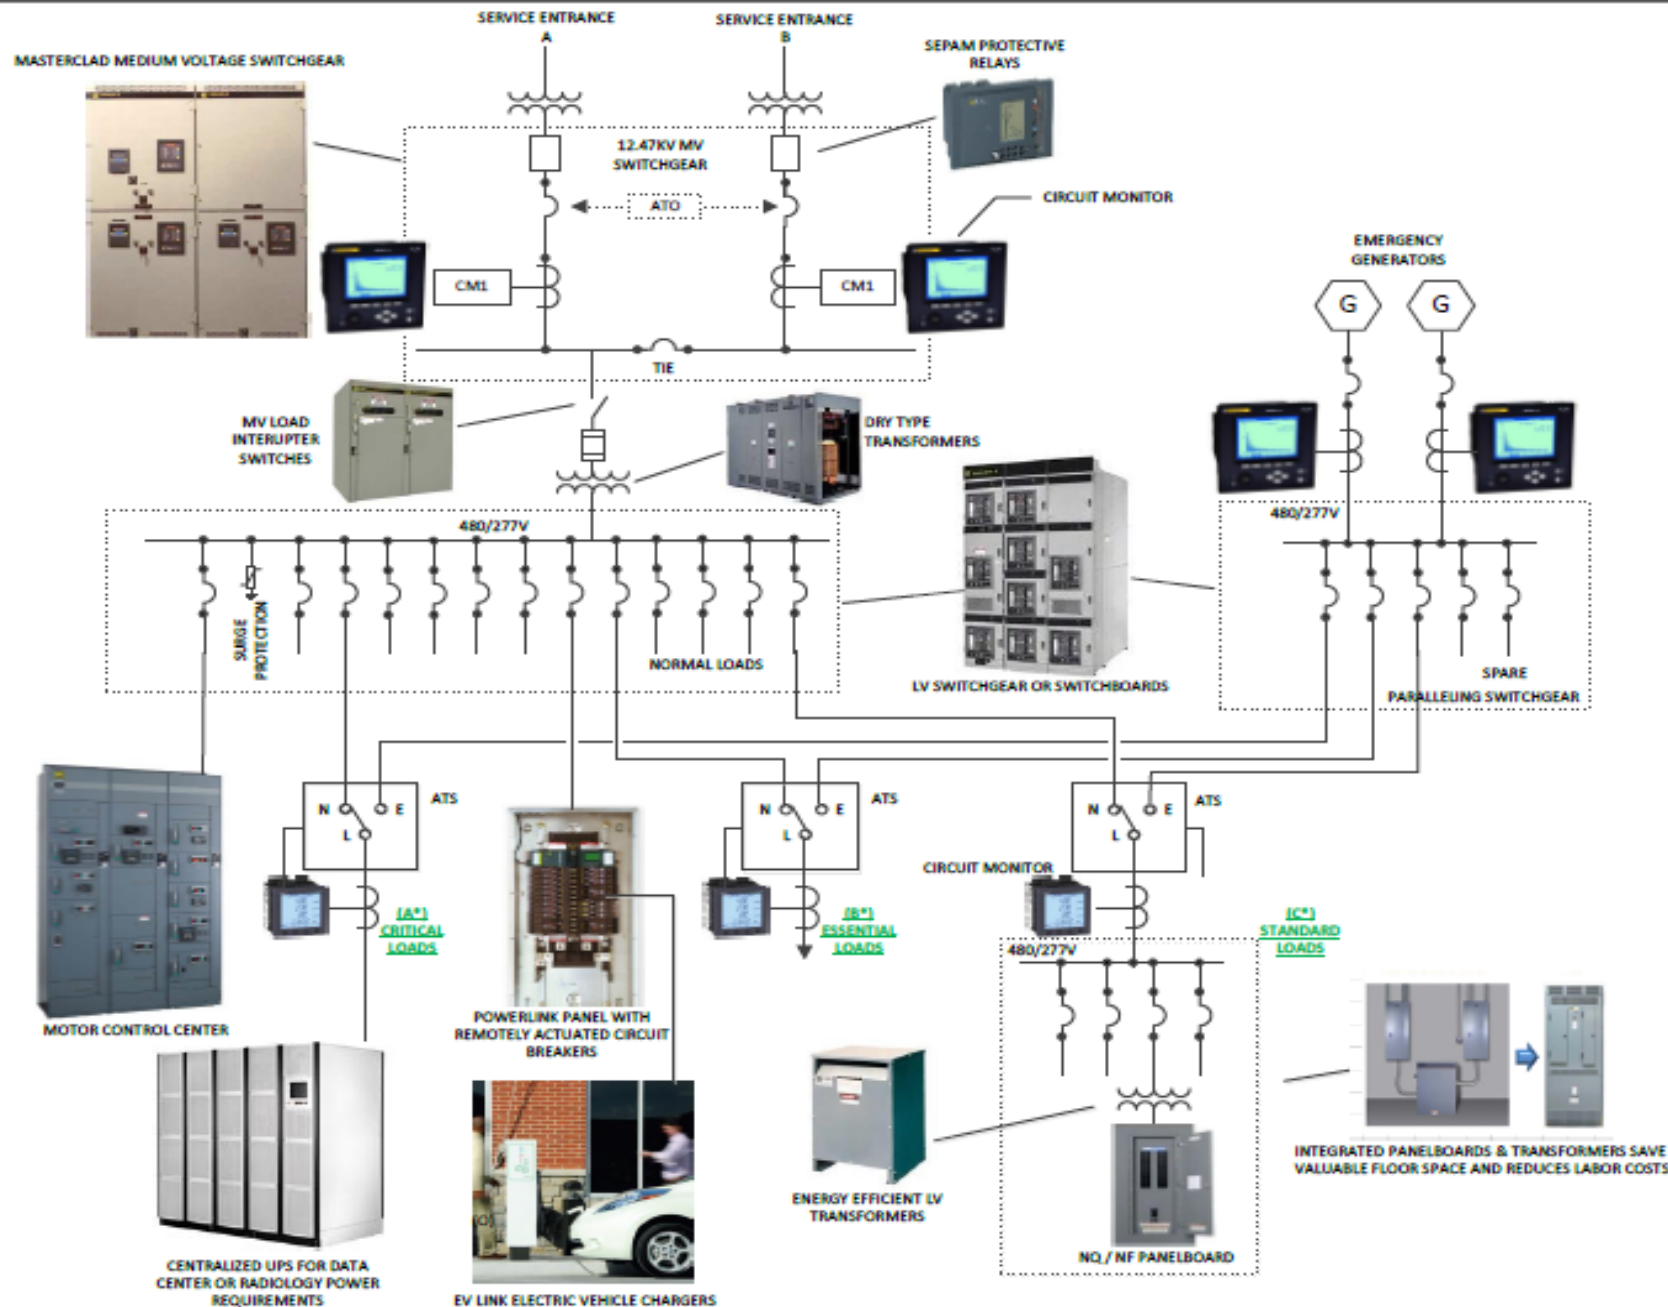 SERVICE ENTRANCE
A
SERVICE ENTRANCE
B
MASTERCLAD MEDIUM VOLTAGE SWITCHGEAR
SEPAM PROTECTIVE
RELAYS
12.47KV MV
SWITCHGEAR
ATO
CIRCUIT MONITOR
CM1
CM1
TIE
EMERGENCY
GENERATORS
G
G
MV LOAD
INTERUPTER
SWITCHES
DRY TYPE
TRANSFORMERS
480/277V
480/277V
SURGE
PROTECTION
NORMAL LOADS
LV SWITCHGEAR OR SWITCHBOARDS
SPARE
PARALLELING SWITCHGEAR
N
E
L
ATS
N
E
L
ATS
N
E
L
ATS
CIRCUIT MONITOR
(A*)
CRITICAL
LOADS
(B*)
ESSENTIAL
LOADS
(C*)
STANDARD
LOADS
480/277V
MOTOR CONTROL CENTER
POWERLINK PANEL WITH
REMOTELY ACTUATED CIRCUIT
BREAKERS
ENERGY EFFICIENT LV
TRANSFORMERS
NQ / NF PANELBOARD
INTEGRATED PANELBOARDS & TRANSFORMERS SAVE
VALUABLE FLOOR SPACE AND REDUCES LABOR COSTS
CENTRALIZED UPS FOR DATA
CENTER OR RADIOLOGY POWER
REQUIREMENTS
EV LINK ELECTRIC VEHICLE CHARGERS